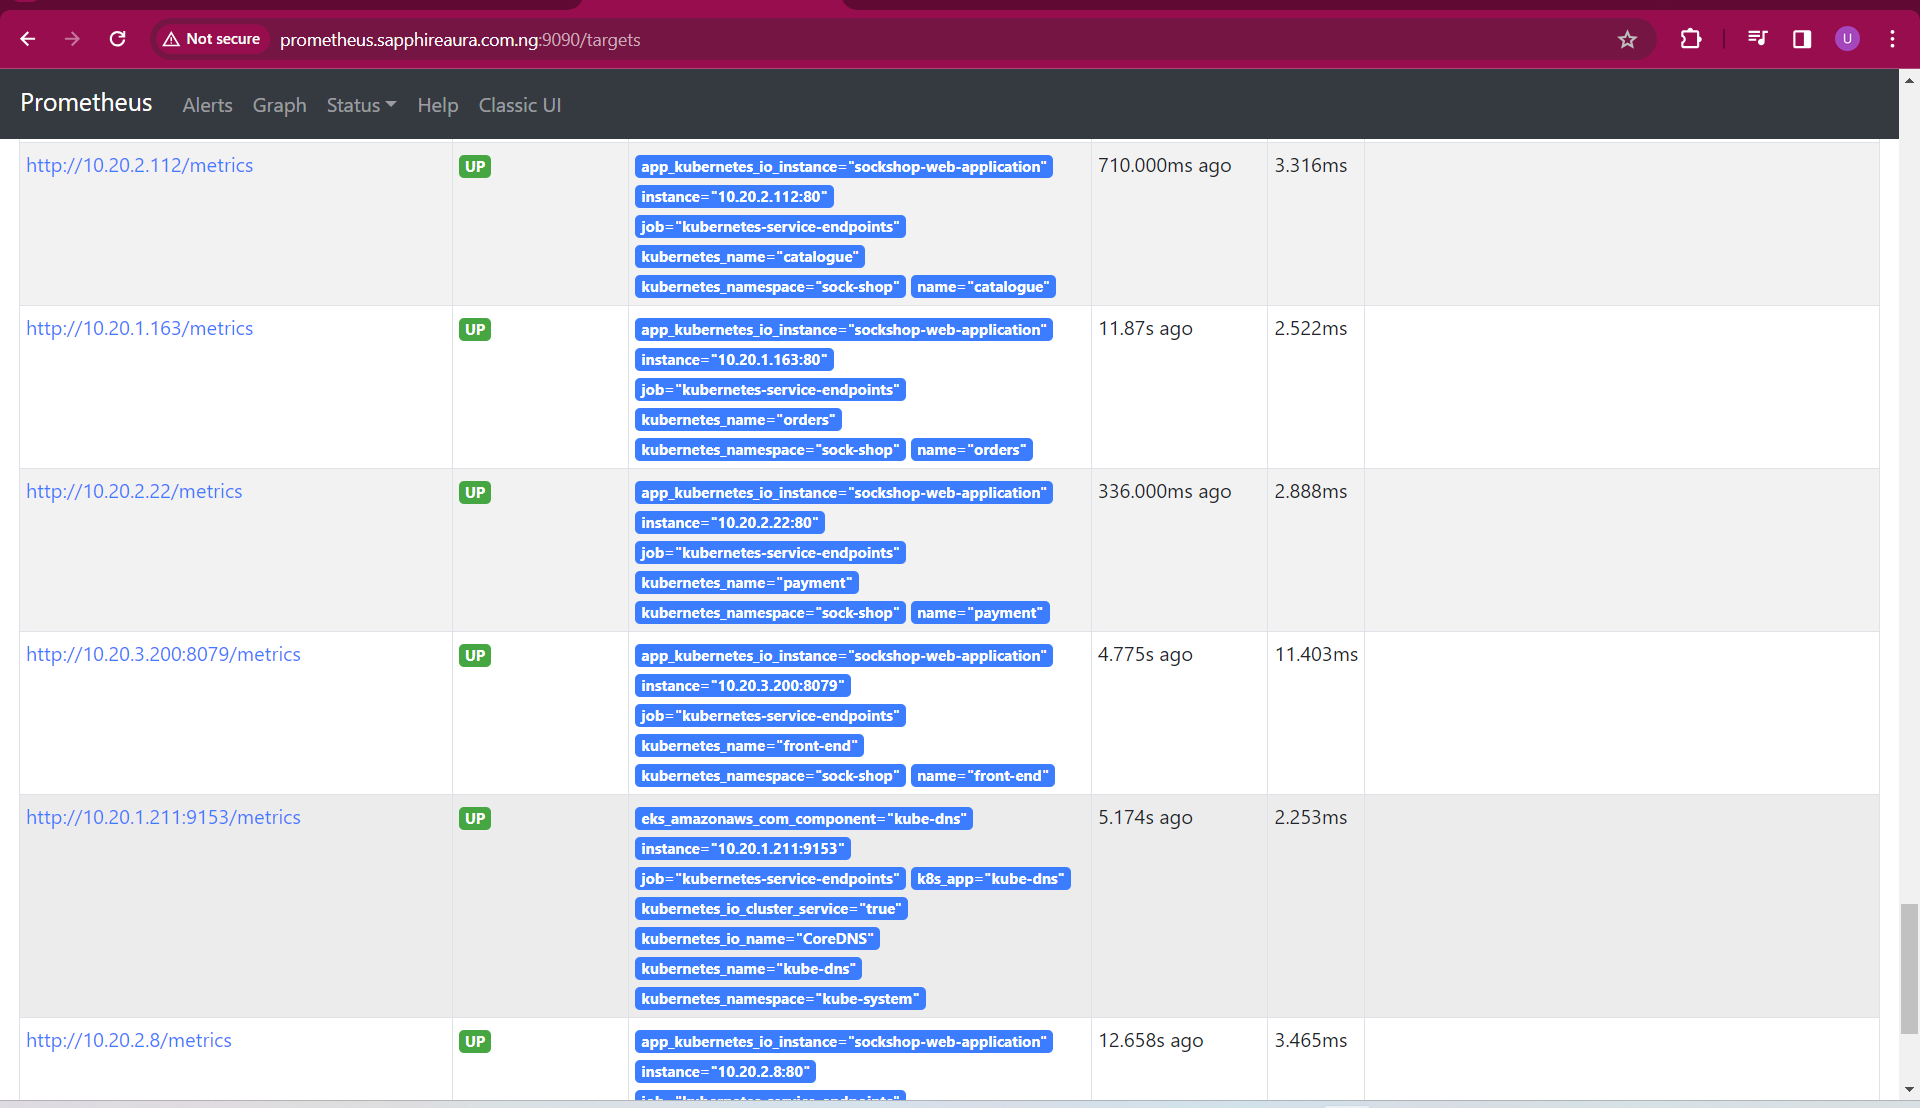 Not secure prometheus.sapphireaura.com.ng:9090/targets U
Prometheus Alerts Graph Status Help Classic UI
http://10.20.2.112/metrics UP app_kubernetes_io_instance="sockshop-web-application" 710.000ms ago 3.316ms
instance="10.20.2.112:80"
job="kubernetes-service-endpoints"
kubernetes_name="catalogue"
kubernetes_namespace="sock-shop" name="catalogue"
http://10.20.1.163/metrics UP app_kubernetes_io_instance="sockshop-web-application" 11.87s ago 2.522ms
instance="10.20.1.163:80"
job="kubernetes-service-endpoints"
kubernetes_name="orders"
kubernetes_namespace="sock-shop" name="orders"
http://10.20.2.22/metrics UP app_kubernetes_io_instance="sockshop-web-application" 336.000ms ago 2.888ms
instance="10.20.2.22:80"
job="kubernetes-service-endpoints"
kubernetes_name="payment"
kubernetes_namespace="sock-shop" name="payment"
http://10.20.3.200:8079/metrics UP app_kubernetes_io_instance="sockshop-web-application" 4.775s ago 11.403ms
instance="10.20.3.200:8079"
job="kubernetes-service-endpoints"
kubernetes_name="front-end"
kubernetes_namespace="sock-shop" name="front-end"
http://10.20.1.211:9153/metrics UP eks_amazonaws_com_component="kube-dns" 5.174s ago 2.253ms
instance="10.20.1.211:9153"
job="kubernetes-service-endpoints" k8s_app="kube-dns"
kubernetes_io_cluster_service="true"
kubernetes_io_name="CoreDNS"
kubernetes_name="kube-dns"
kubernetes_namespace="kube-system"
http://10.20.2.8/metrics UP app_kubernetes_io_instance="sockshop-web-application" 12.658s ago 3.465ms
instance="10.20.2.8:80"
job="kubernetes-service-endpoints"